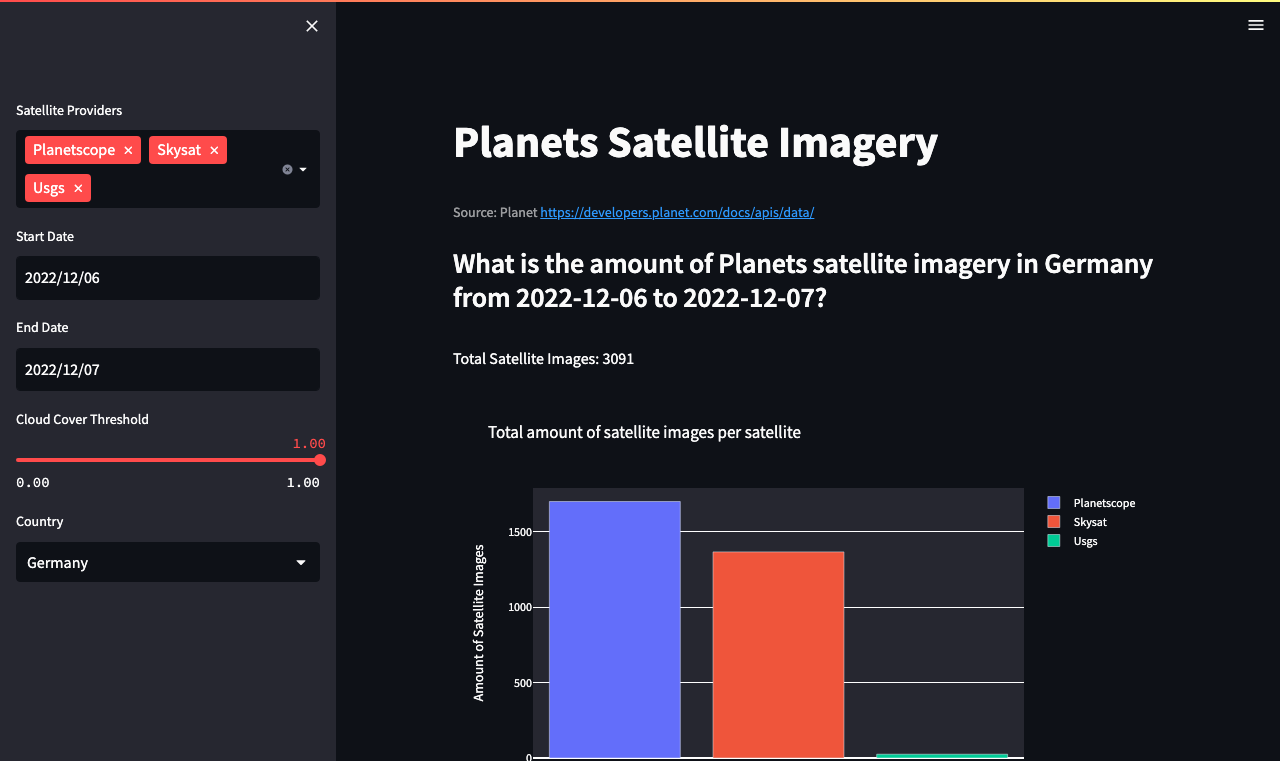 Satellite Providers
Planetscope
Skysat
Usgs
Start Date
2022/12/06
End Date
2022/12/07
Cloud Cover Threshold
1.00
0.00 1.00
Country
Germany
Planets Satellite Imagery
Source: Planet https://developers.planet.com/docs/apis/data/
What is the amount of Planets satellite imagery in Germany
from 2022-12-06 to 2022-12-07?
Total Satellite Images: 3091
Total amount of satellite images per satellite
Amount of Satellite Images
1500
1000
500
0
Planetscope
Skysat
Usgs